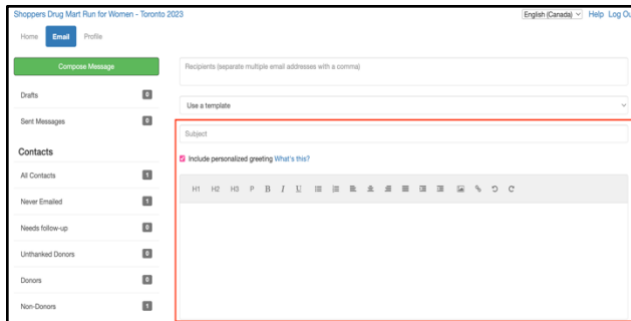 Shoppers Drug Mart Run for Women - Toronto 2023
English (Canada) Help Log Ou
Home Email Profile
Compose Message
Recipients (separate multiple email addresses with a comma)
Drafts 0
Use a template
Sent Messages 0
Subject
Contacts
Include personalized greeting What's this?
All Contacts 1
H1 H2 H3 P B I U
Never Emailed 1
Needs follow-up 0
Unthanked Donors 0
Donors 0
Non-Donors 1